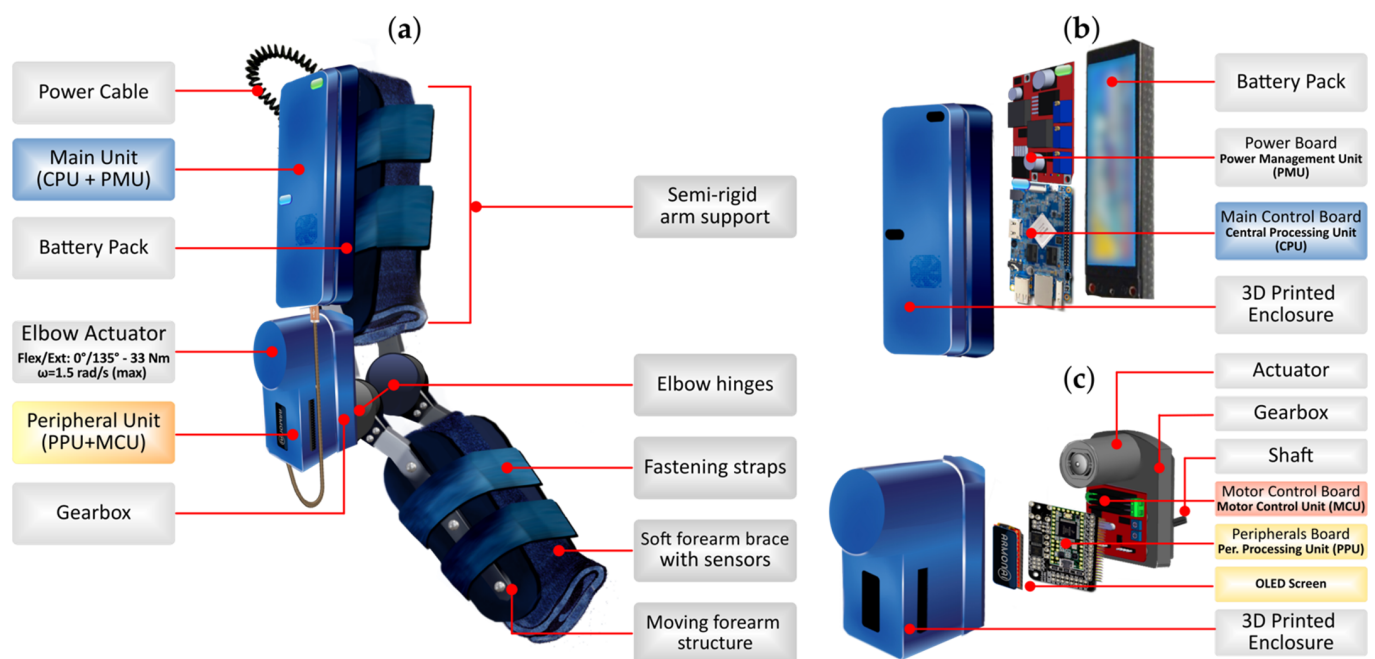 (a)
Power Cable
Main Unit
(CPU + PMU)
Battery Pack
Elbow Actuator
Flex/Ext: 0°/135° - 33 Nm
ω=1.5 rad/s (max)
Peripheral Unit
(PPU+MCU)
Gearbox
ARMONAI
Semi-rigid
arm support
Elbow hinges
Fastening straps
Soft forearm brace
with sensors
Moving forearm
structure
(b)
Battery Pack
Power Board
Power Management Unit
(PMU)
Main Control Board
Central Processing Unit
(CPU)
3D Printed
Enclosure
(c)
Actuator
Gearbox
Shaft
Motor Control Board
Motor Control Unit (MCU)
Peripherals Board
Per. Processing Unit (PPU)
OLED Screen
3D Printed
Enclosure
ARMONAI